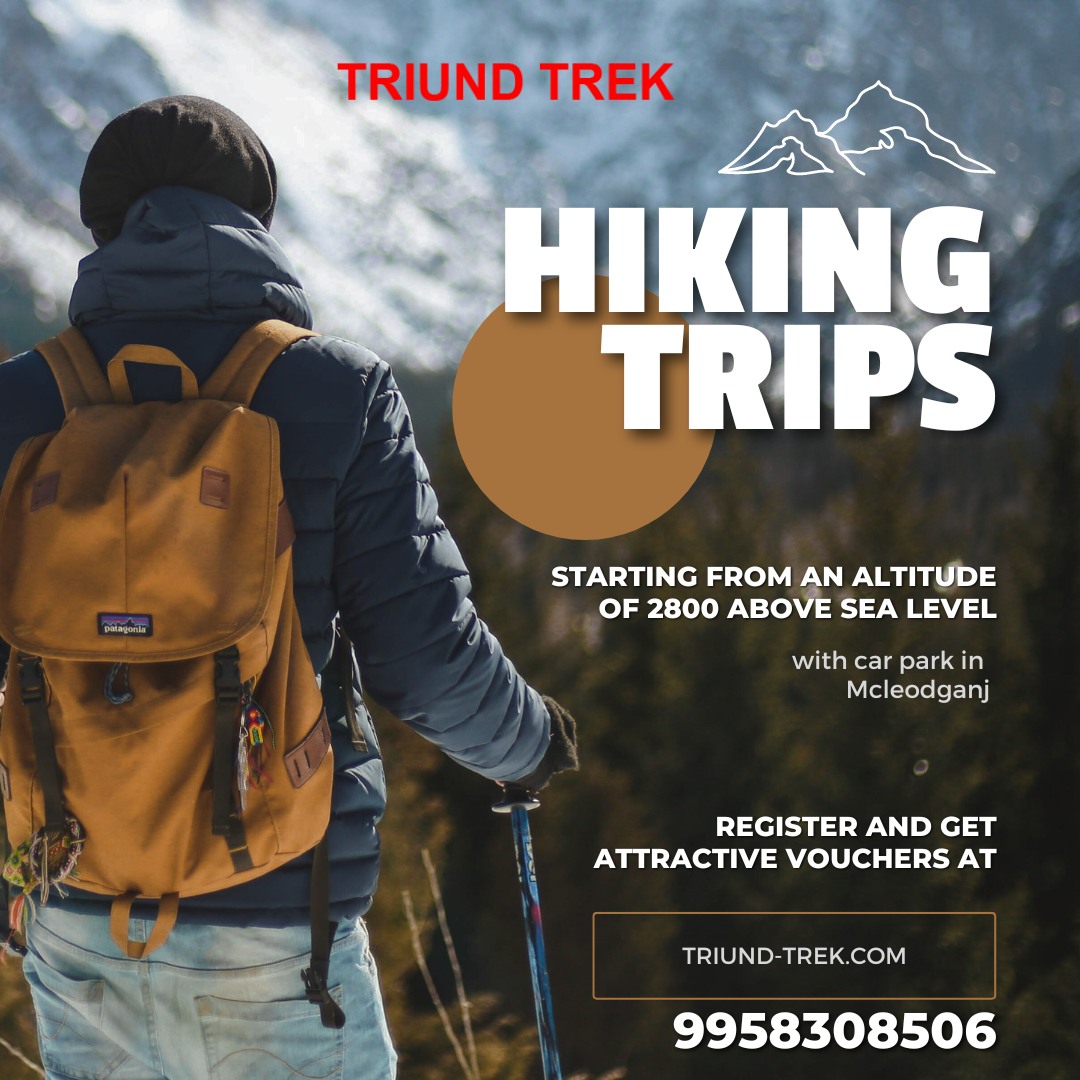 TRIUND TREK
HIKING
TRIPS
STARTING FROM AN ALTITUDE
OF 2800 ABOVE SEA LEVEL
with car park in
Mcleodganj
patagonia
REGISTER AND GET
ATTRACTIVE VOUCHERS AT
TRIUND-TREK.COM
9958308506